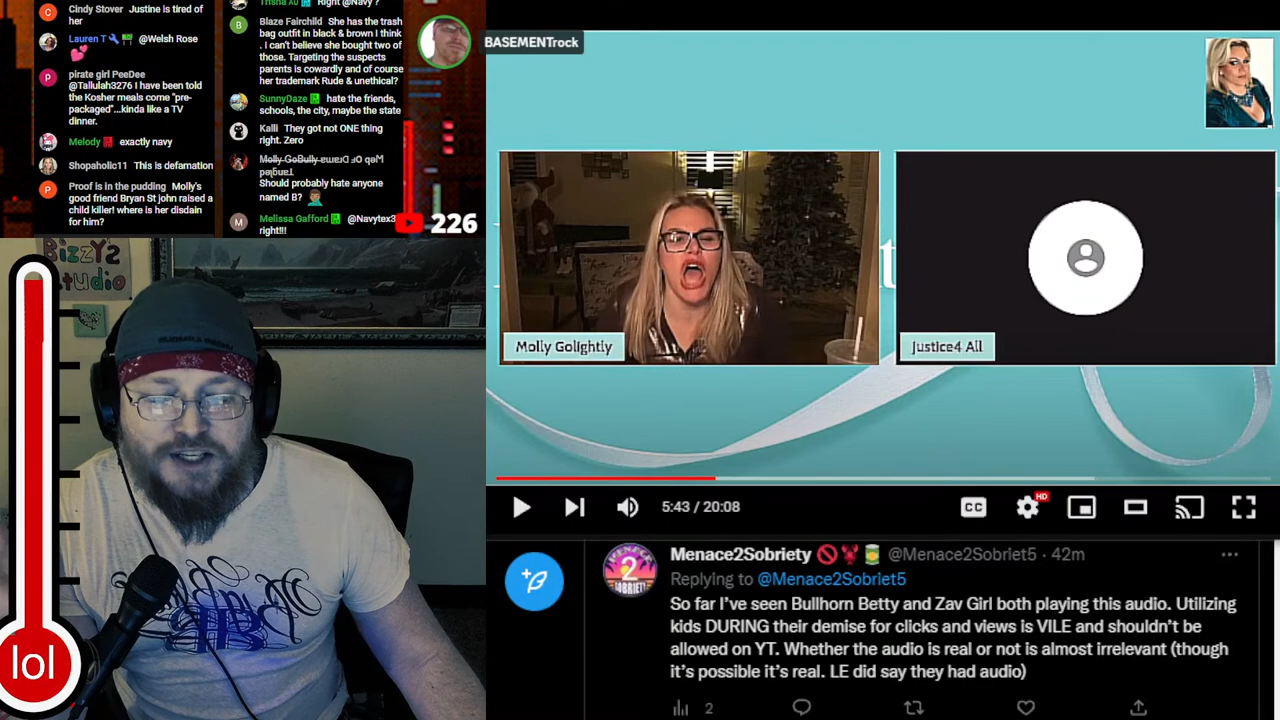 Cindy Stover Justine is tired of
her
Lauren T @Welsh Rose
pirate girl PeeDee
@Tallulah3276 I have been told
the Kosher meals come "pre-
packaged"...kinda like a TV
dinner.
Melody exactly navy
Shopaholic11 This is defamation
Proof is in the pudding Molly's
good friend Bryan St john raised a
child killer! where is her disdain
for him?
Trisha Au Right @Navy ?
Blaze Fairchild She has the trash
bag outfit in black & brown I think
. I can't believe she bought two of
those. Targeting the suspects
parents is cowardly and of course
her trademark Rude & unethical?
SunnyDaze hate the friends,
schools, the city, maybe the state
Kalli They got not ONE thing
right. Zero
Molly GoBully
Should probably hate anyone
named B?
Melissa Gafford @Navytex3
right!!!
226
BASEMENTrock
BizzY'z
Studio
lol
Molly Golightly
Justice4 All
5:43 / 20:08
CC
HD
Menace2Sobriety @Menace2Sobriet5 · 42m
Replying to @Menace2Sobriet5
So far I've seen Bullhorn Betty and Zav Girl both playing this audio. Utilizing
kids DURING their demise for clicks and views is VILE and shouldn't be
allowed on YT. Whether the audio is real or not is almost irrelevant (though
it's possible it's real. LE did say they had audio)
2